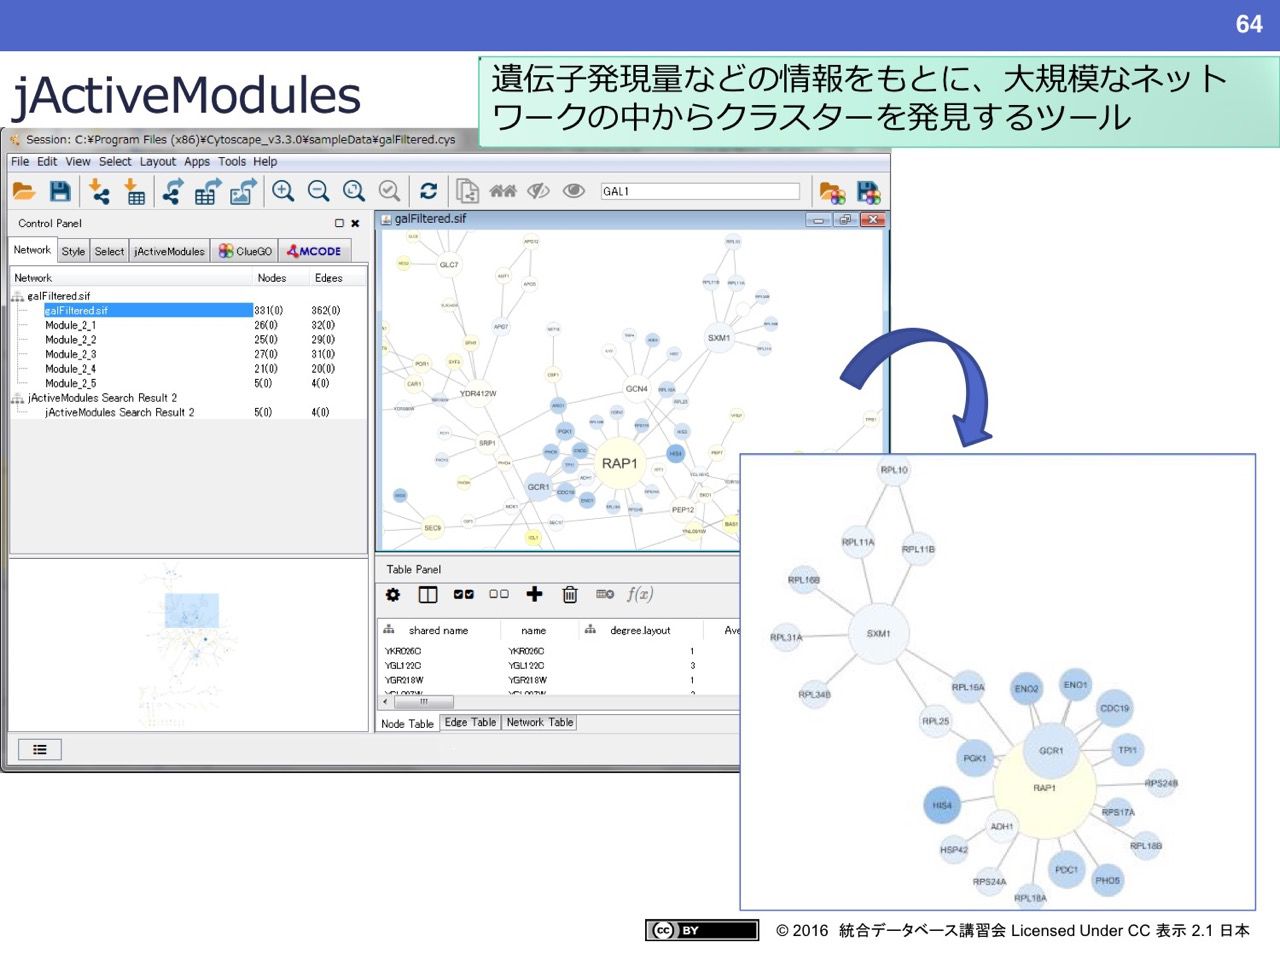 64
jActiveModules
遺伝子発現量などの情報をもとに、大規模なネット
ワークの中からクラスターを発見するツール
Session: C:¥Program Files (x86)¥Cytoscape_v3.3.0¥sampleData¥galFiltered.cys
File Edit View Select Layout Apps Tools Help
GAL1
Control Panel
Network Style Select jActiveModules ClueGO MCODE
Network Nodes Edges
galFiltered.sif
galFiltered.sif 331(0) 362(0)
Module_2_1 26(0) 32(0)
Module_2_2 25(0) 29(0)
Module_2_3 27(0) 31(0)
Module_2_4 21(0) 20(0)
Module_2_5 5(0) 4(0)
jActiveModules Search Result 2
jActiveModules Search Result 2 5(0) 4(0)
galFiltered.sif
GLC7
SXM1
GCN4
YDR412W
SRP1
RAP1
GCR1
PEP12
SEC9
Table Panel
f(x)
shared name name degree.layout Ave
YKR026C YKR026C 1
YGL122C YGL122C 3
YGR218W YGR218W 1
Node Table Edge Table Network Table
RPL10
RPL11A
RPL11B
RPL16B
SXM1
RPL31A
RPL34B
RPL16A
ENO2
ENO1
CDC19
RPL25
GCR1
TPI1
PGK1
RPS24B
RAP1
HIS4
RPS17A
ADH1
HSP42
RPL18B
PDC1
RPS24A
PHO5
RPL18A
cc BY
© 2016 統合データベース講習会 Licensed Under CC 表示 2.1 日本